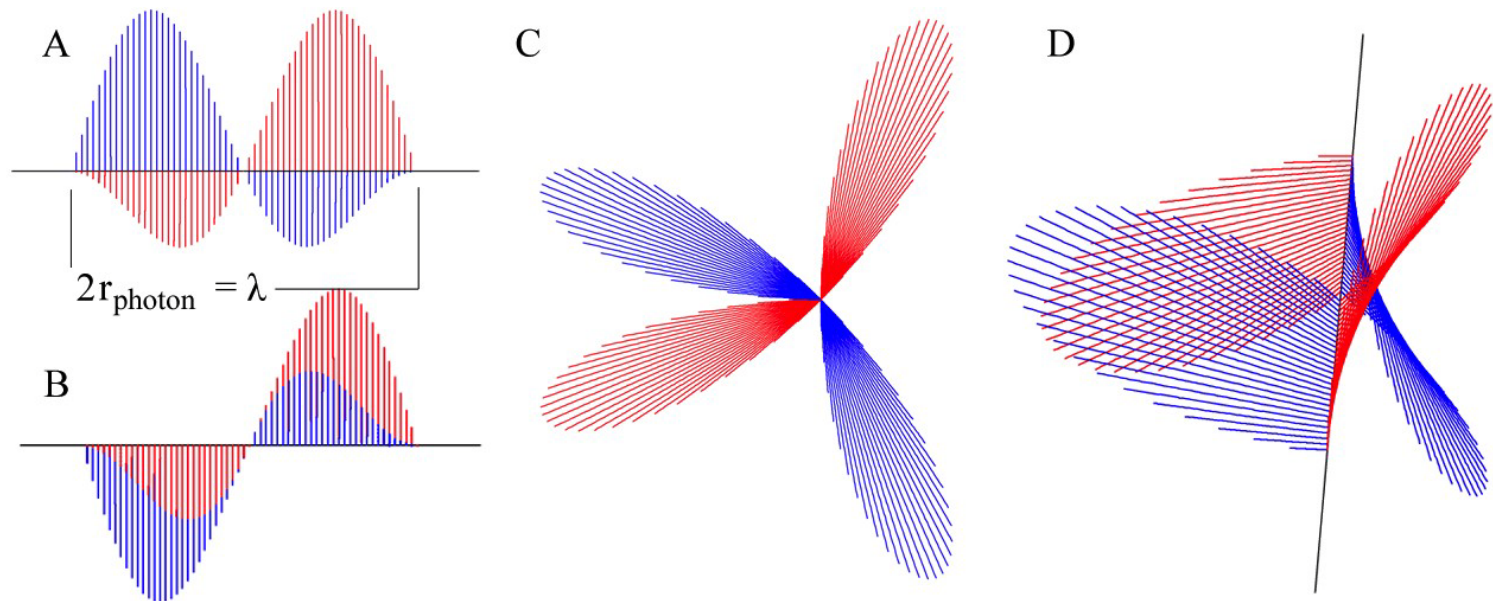 A
C
D
2r_photon = λ
B